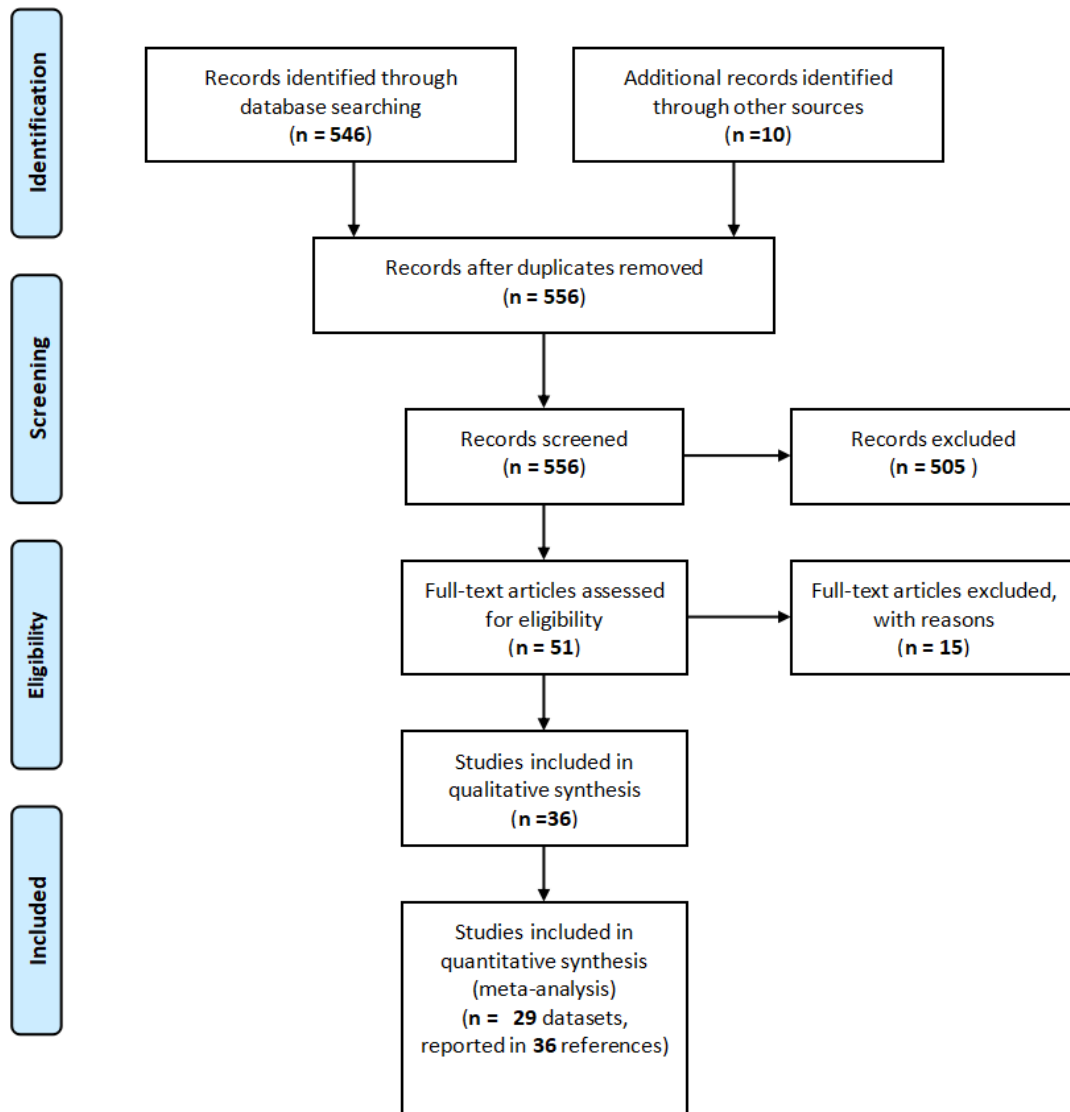 Identification
Records identified through
database searching
(n = 546)
Additional records identified
through other sources
(n =10)
Records after duplicates removed
(n = 556)
Screening
Records screened
(n = 556)
Records excluded
(n = 505 )
Eligibility
Full-text articles assessed
for eligibility
(n = 51)
Full-text articles excluded,
with reasons
(n = 15)
Studies included in
qualitative synthesis
(n =36)
Included
Studies included in
quantitative synthesis
(meta-analysis)
(n = 29 datasets,
reported in 36 references)